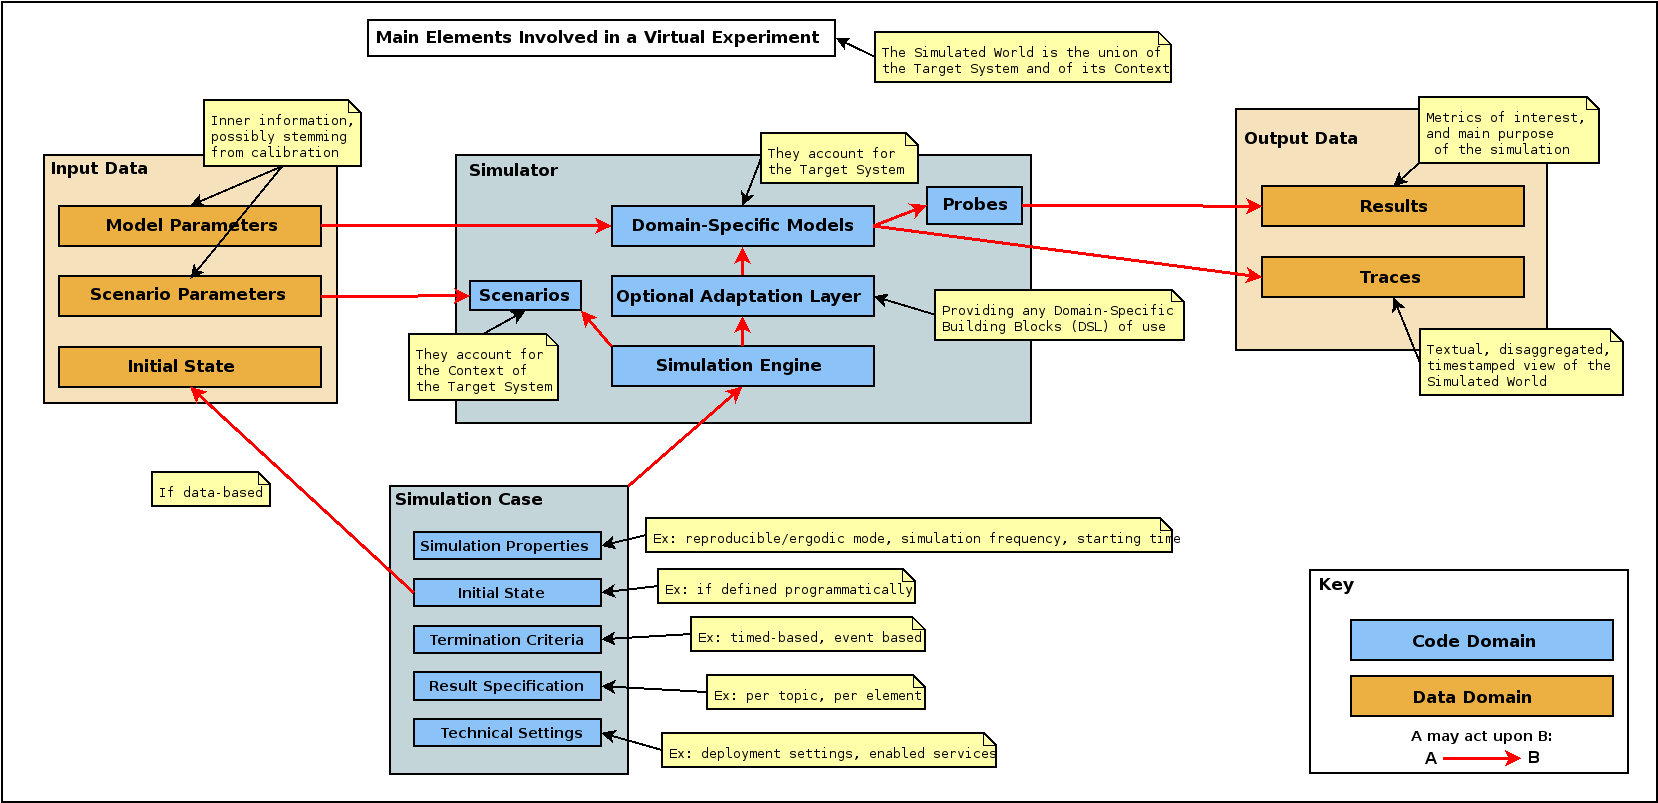 Main Elements Involved in a Virtual Experiment
The Simulated World is the union of
the Target System and of its Context
Inner information,
possibly stemming
from calibration
Input Data
Model Parameters
Scenario Parameters
Initial State
If data-based
Simulator
They account for
the Target System
Probes
Domain-Specific Models
Scenarios
Optional Adaptation Layer
Providing any Domain-Specific
Building Blocks (DSL) of use
They account for
the Context of
the Target System
Simulation Engine
Metrics of interest,
and main purpose
of the simulation
Output Data
Results
Traces
Textual, disaggregated,
timestamped view of the
Simulated World
Simulation Case
Simulation Properties
Ex: reproducible/ergodic mode, simulation frequency, starting time
Initial State
Ex: if defined programmatically
Termination Criteria
Ex: timed-based, event based
Result Specification
Ex: per topic, per element
Technical Settings
Ex: deployment settings, enabled services
Key
Code Domain
Data Domain
A may act upon B:
A B